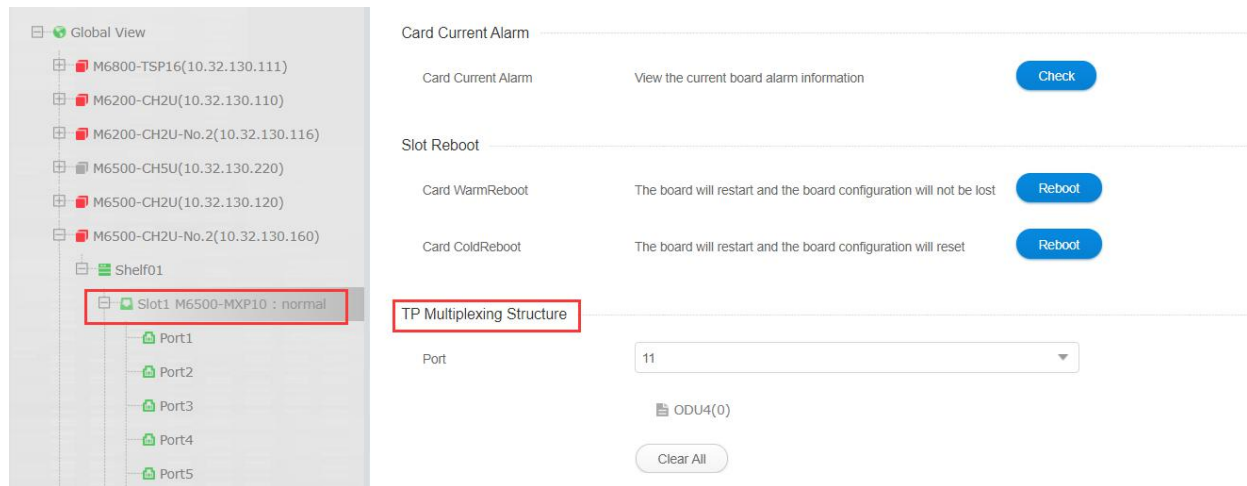 Global View
M6800-TSP16(10.32.130.111)
M6200-CH2U(10.32.130.110)
M6200-CH2U-No.2(10.32.130.116)
M6500-CH5U(10.32.130.220)
M6500-CH2U(10.32.130.120)
M6500-CH2U-No.2(10.32.130.160)
Shelf01
Slot1 M6500-MXP10 : normal
Port1
Port2
Port3
Port4
Port5
Card Current Alarm
Card Current Alarm View the current board alarm information Check
Slot Reboot
Card WarmReboot The board will restart and the board configuration will not be lost Reboot
Card ColdReboot The board will restart and the board configuration will reset Reboot
TP Multiplexing Structure
Port 11
ODU4(0)
Clear All